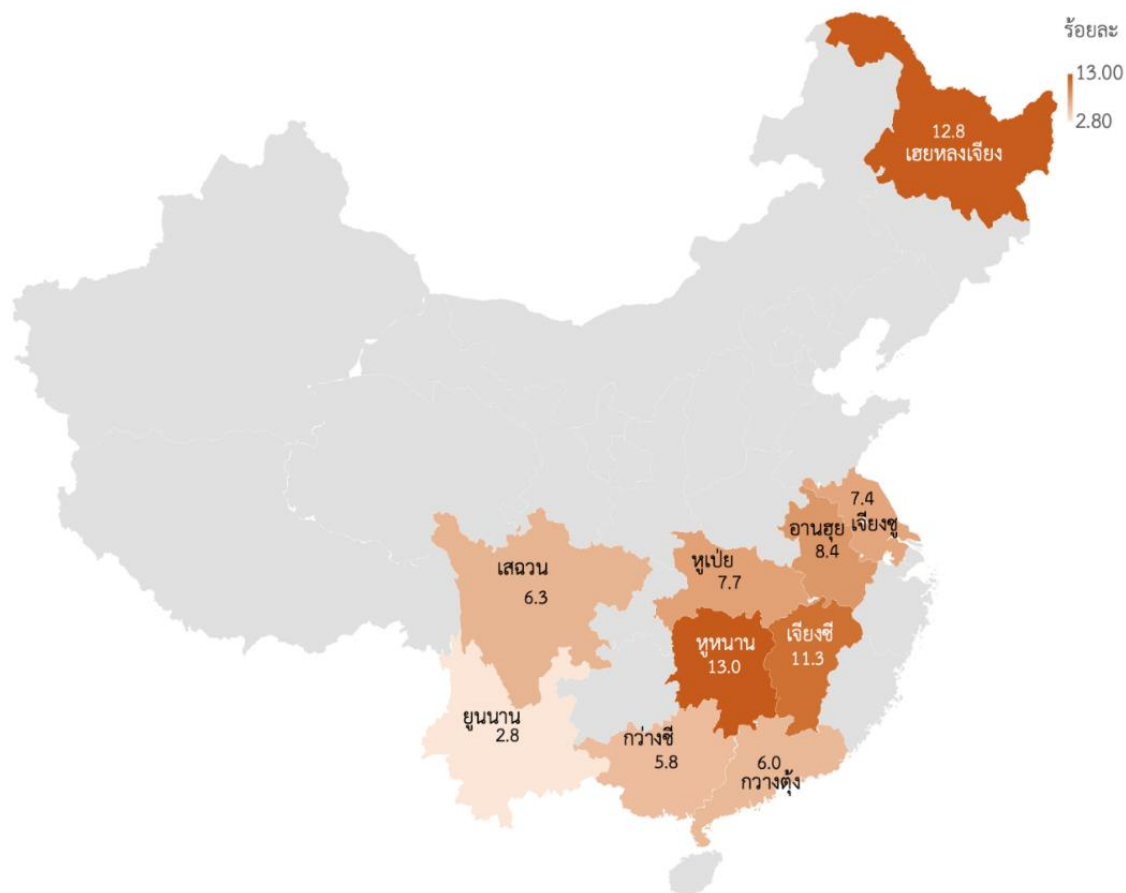 ร้อยละ
13.00
2.80
12.8
เฮยหลงเจียง
7.4
เจียงซู
อานฮุย
8.4
หูเป่ย
7.7
เสฉวน
6.3
หูหนาน
13.0
เจียงซี
11.3
ยูนนาน
2.8
กว่างซี
5.8
6.0
กวางตุ้ง